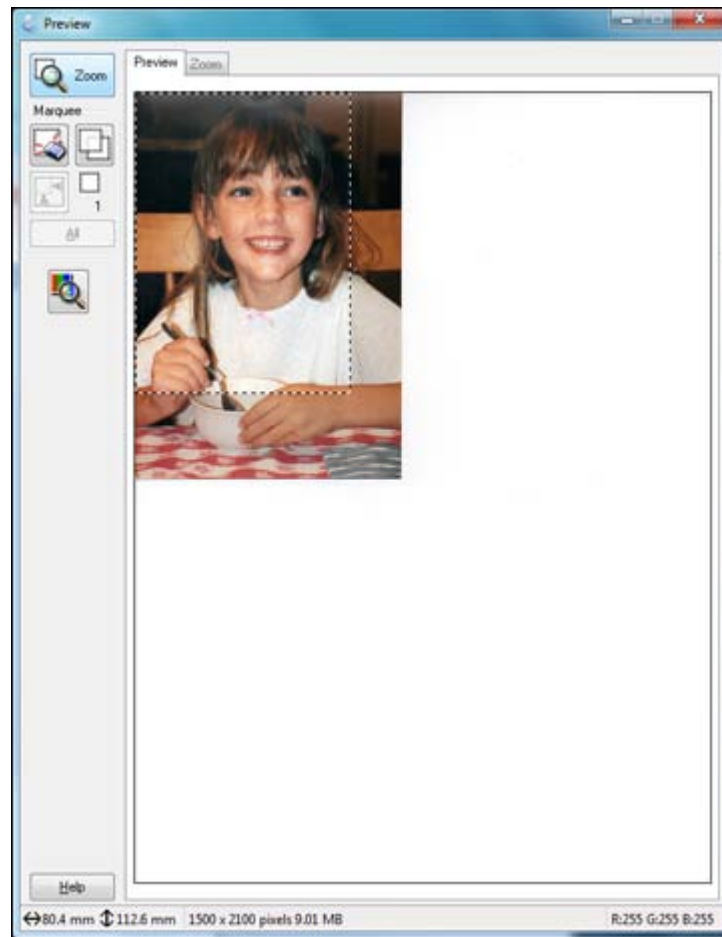 Preview
Zoom
Preview Zoom
Marquee
1
All
Help
80.4 mm 112.6 mm 1500 x 2100 pixels 9.01 MB R:255 G:255 B:255